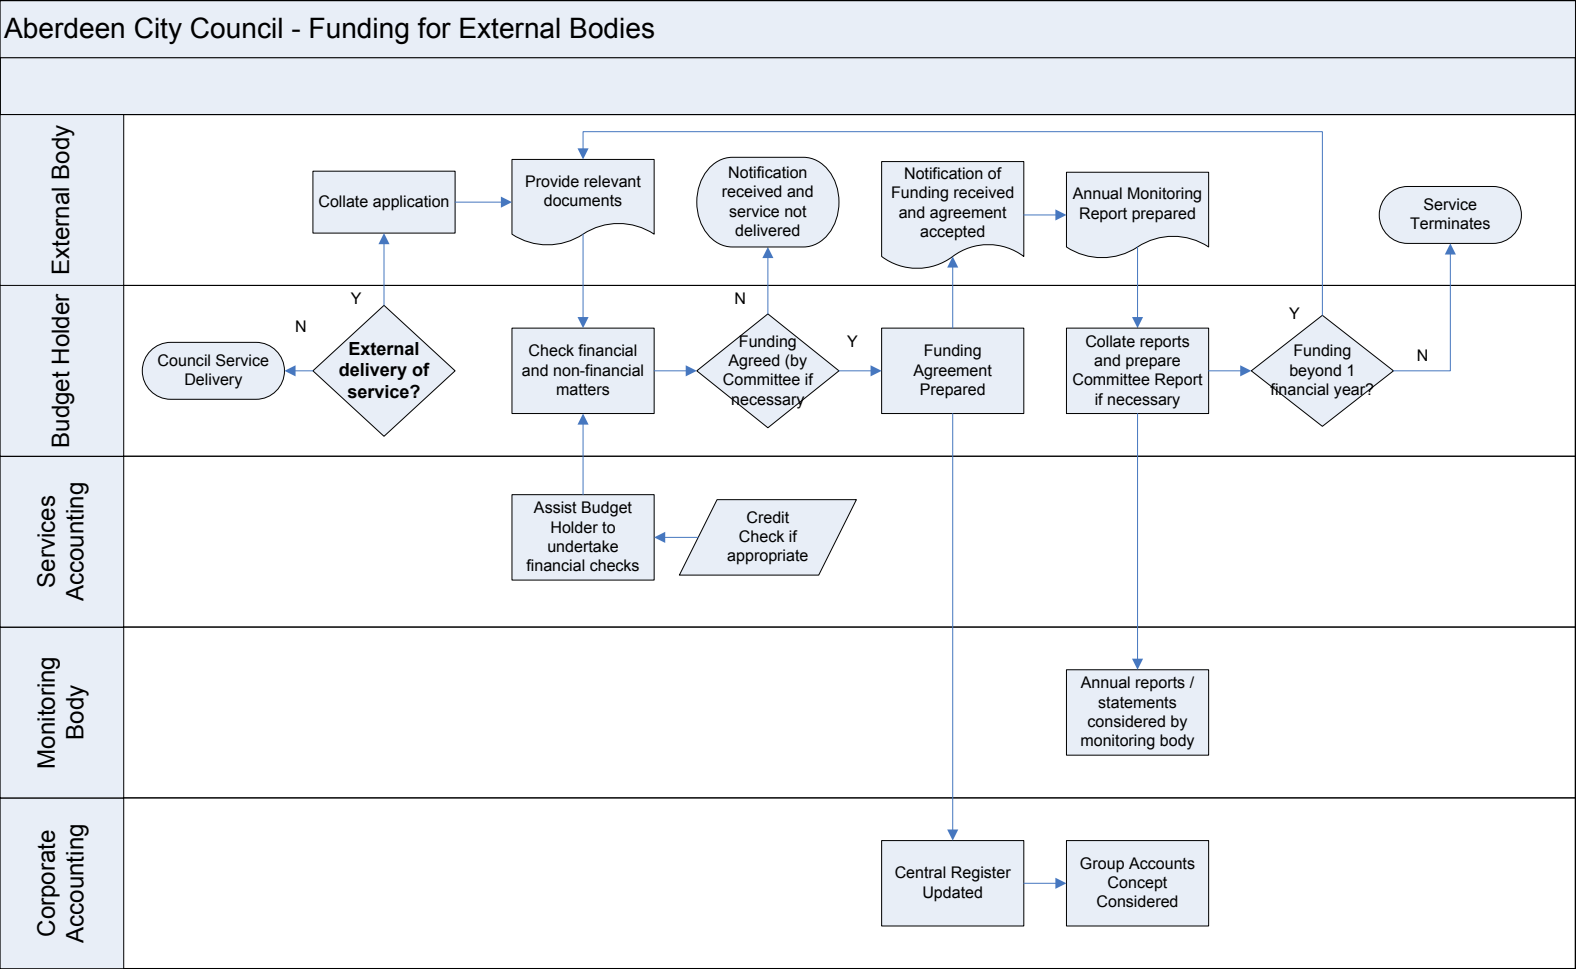 Aberdeen City Council - Funding for External Bodies
External Body
Collate application
Provide relevant
documents
Notification
received and
service not
delivered
Notification of
Funding received
and agreement
accepted
Annual Monitoring
Report prepared
Service
Terminates
Budget Holder
Council Service
Delivery
N
Y
External
delivery of
service?
Check financial
and non-financial
matters
N
Funding
Agreed (by
Committee if
necessary
Y
Funding
Agreement
Prepared
Collate reports
and prepare
Committee Report
if necessary
Y
Funding
beyond 1
financial year?
N
Services
Accounting
Assist Budget
Holder to
undertake
financial checks
Credit
Check if
appropriate
Monitoring
Body
Annual reports /
statements
considered by
monitoring body
Corporate
Accounting
Central Register
Updated
Group Accounts
Concept
Considered